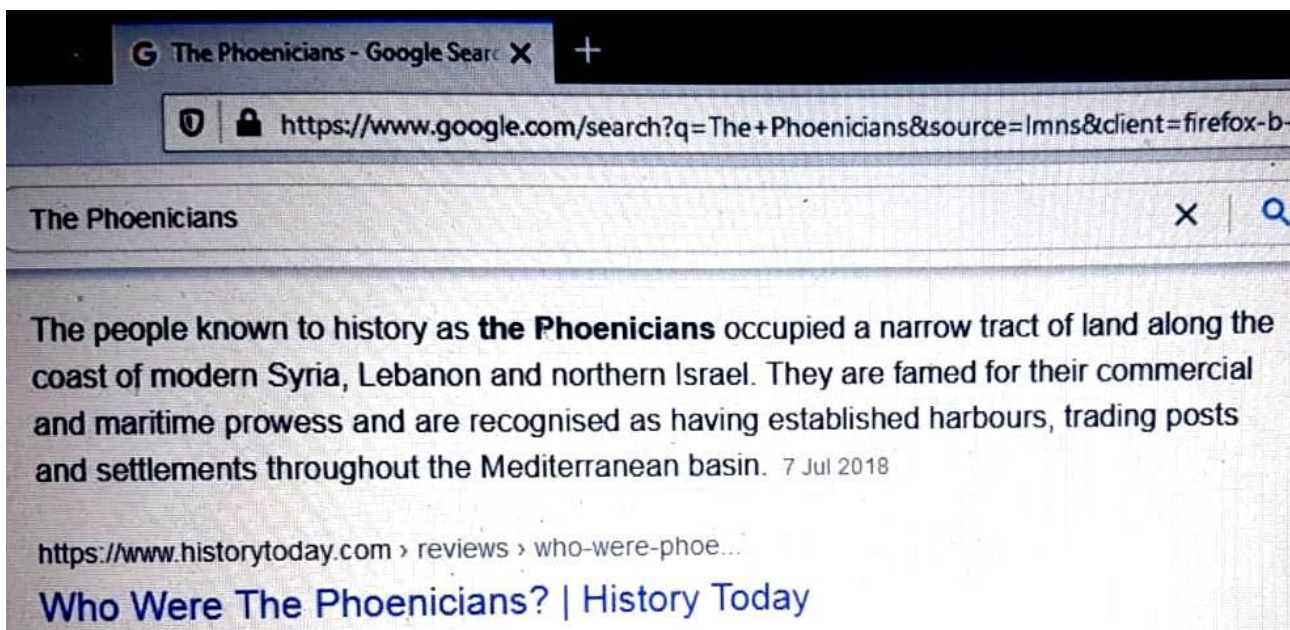 G The Phoenicians - Google Searc X +
https://www.google.com/search?q=The+Phoenicians&source=lmns&client=firefox-b-
The Phoenicians
The people known to history as the Phoenicians occupied a narrow tract of land along the
coast of modern Syria, Lebanon and northern Israel. They are famed for their commercial
and maritime prowess and are recognised as having established harbours, trading posts
and settlements throughout the Mediterranean basin. 7 Jul 2018
https://www.historytoday.com › reviews › who-were-phoe...
Who Were The Phoenicians? | History Today